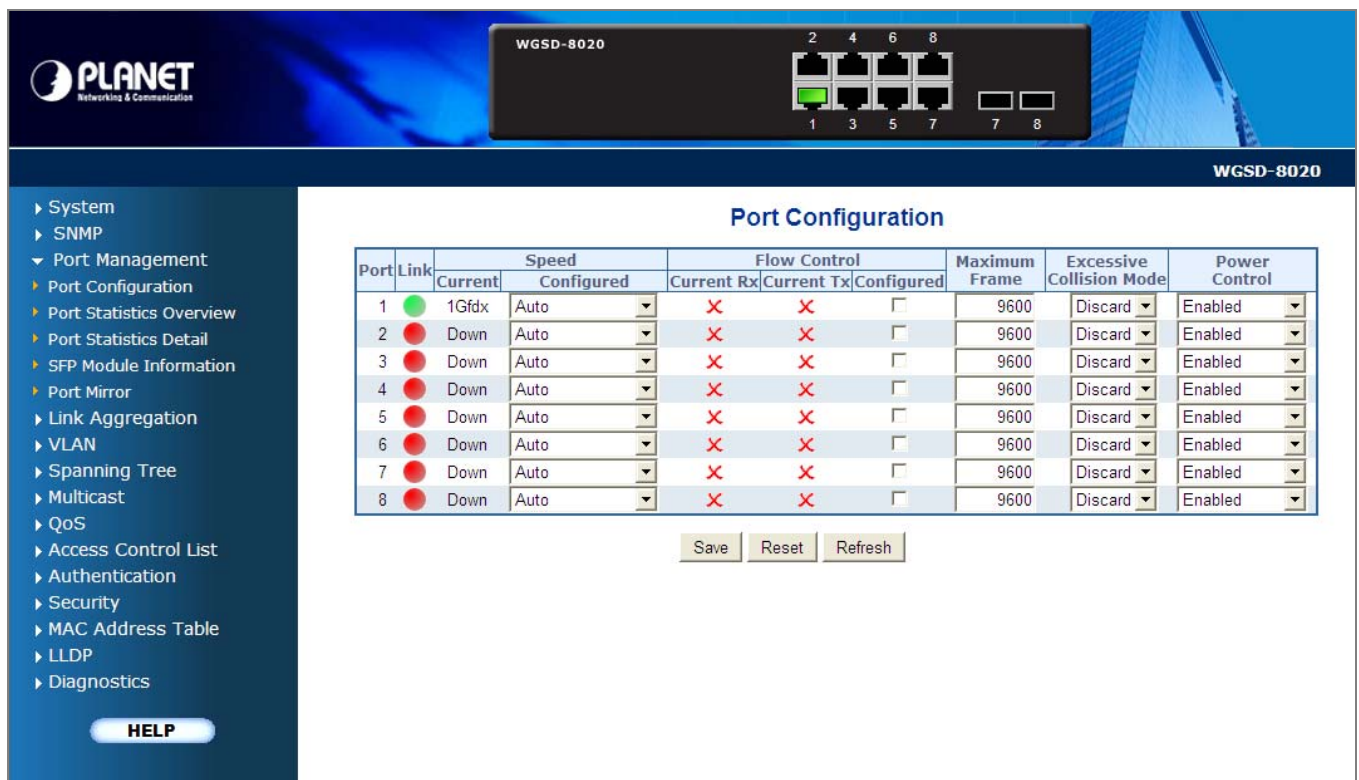 PLANET
Networking & Communication
WGSD-8020
2 4 6 8
1 3 5 7 7 8
WGSD-8020
System
SNMP
Port Management
Port Configuration
Port Statistics Overview
Port Statistics Detail
SFP Module Information
Port Mirror
Link Aggregation
VLAN
Spanning Tree
Multicast
QoS
Access Control List
Authentication
Security
MAC Address Table
LLDP
Diagnostics
HELP
Port Configuration
Port Link Speed Flow Control Maximum Frame Excessive Collision Mode Power Control
Current Configured Current Rx Current Tx Configured
1 1Gfdx Auto 9600 Discard Enabled
2 Down Auto 9600 Discard Enabled
3 Down Auto 9600 Discard Enabled
4 Down Auto 9600 Discard Enabled
5 Down Auto 9600 Discard Enabled
6 Down Auto 9600 Discard Enabled
7 Down Auto 9600 Discard Enabled
8 Down Auto 9600 Discard Enabled
Save Reset Refresh